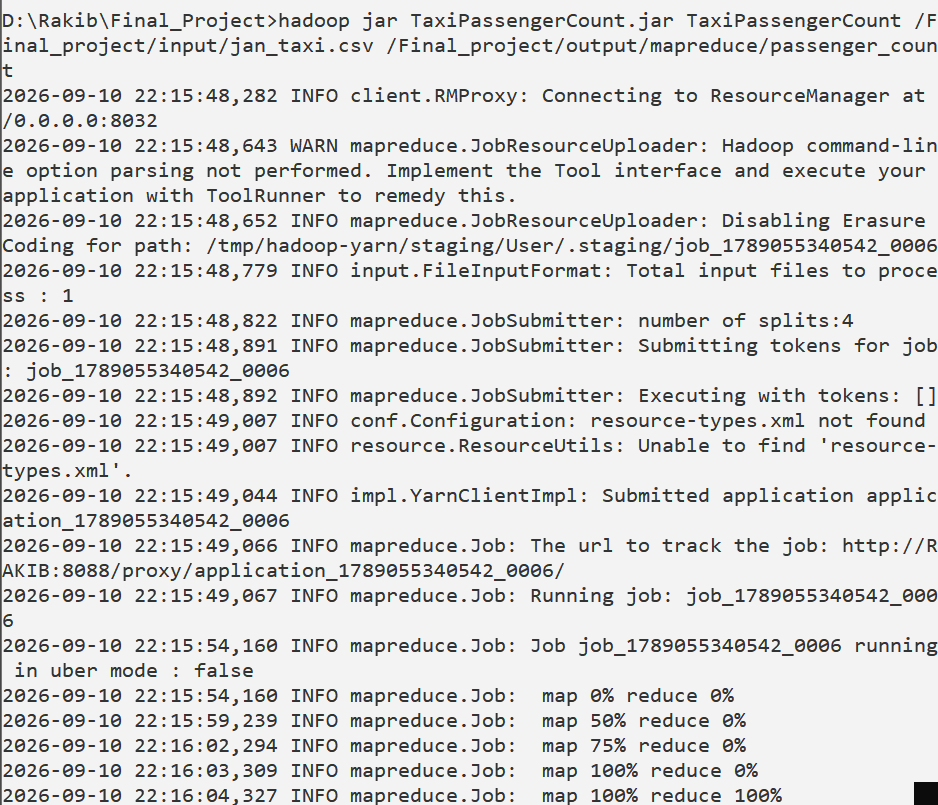 D:\Rakib\Final_Project>hadoop jar TaxiPassengerCount.jar TaxiPassengerCount /F
inal_project/input/jan_taxi.csv /Final_project/output/mapreduce/passenger_coun
t
2026-09-10 22:15:48,282 INFO client.RMProxy: Connecting to ResourceManager at
/0.0.0.0:8032
2026-09-10 22:15:48,643 WARN mapreduce.JobResourceUploader: Hadoop command-lin
e option parsing not performed. Implement the Tool interface and execute your
application with ToolRunner to remedy this.
2026-09-10 22:15:48,652 INFO mapreduce.JobResourceUploader: Disabling Erasure
Coding for path: /tmp/hadoop-yarn/staging/User/.staging/job_1789055340542_0006
2026-09-10 22:15:48,779 INFO input.FileInputFormat: Total input files to proce
ss : 1
2026-09-10 22:15:48,822 INFO mapreduce.JobSubmitter: number of splits:4
2026-09-10 22:15:48,891 INFO mapreduce.JobSubmitter: Submitting tokens for job
: job_1789055340542_0006
2026-09-10 22:15:48,892 INFO mapreduce.JobSubmitter: Executing with tokens: []
2026-09-10 22:15:49,007 INFO conf.Configuration: resource-types.xml not found
2026-09-10 22:15:49,007 INFO resource.ResourceUtils: Unable to find 'resource-
types.xml'.
2026-09-10 22:15:49,044 INFO impl.YarnClientImpl: Submitted application applic
ation_1789055340542_0006
2026-09-10 22:15:49,066 INFO mapreduce.Job: The url to track the job: http://R
AKIB:8088/proxy/application_1789055340542_0006/
2026-09-10 22:15:49,067 INFO mapreduce.Job: Running job: job_1789055340542_000
6
2026-09-10 22:15:54,160 INFO mapreduce.Job: Job job_1789055340542_0006 running
 in uber mode : false
2026-09-10 22:15:54,160 INFO mapreduce.Job:  map 0% reduce 0%
2026-09-10 22:15:59,239 INFO mapreduce.Job:  map 50% reduce 0%
2026-09-10 22:16:02,294 INFO mapreduce.Job:  map 75% reduce 0%
2026-09-10 22:16:03,309 INFO mapreduce.Job:  map 100% reduce 0%
2026-09-10 22:16:04,327 INFO mapreduce.Job:  map 100% reduce 100%